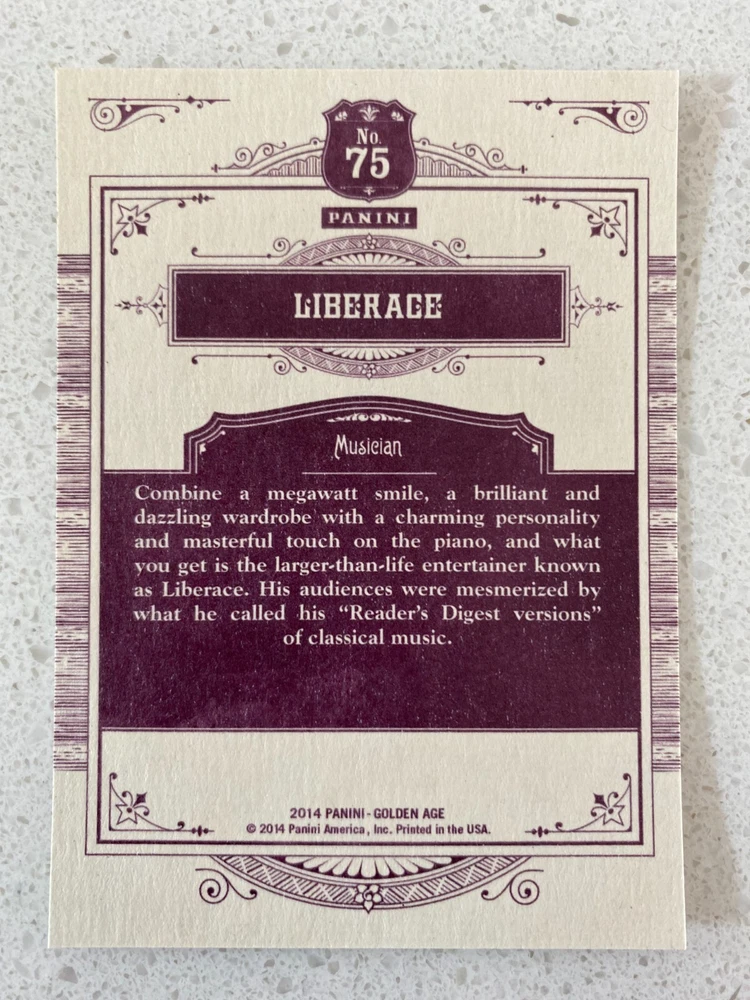 No.
75
PANINI
LIBERACE
Musician
Combine a megawatt smile, a brilliant and
dazzling wardrobe with a charming personality
and masterful touch on the piano, and what
you get is the larger-than-life entertainer known
as Liberace. His audiences were mesmerized by
what he called his “Reader’s Digest versions”
of classical music.
2014 PANINI - GOLDEN AGE
© 2014 Panini America, Inc. Printed in the USA.